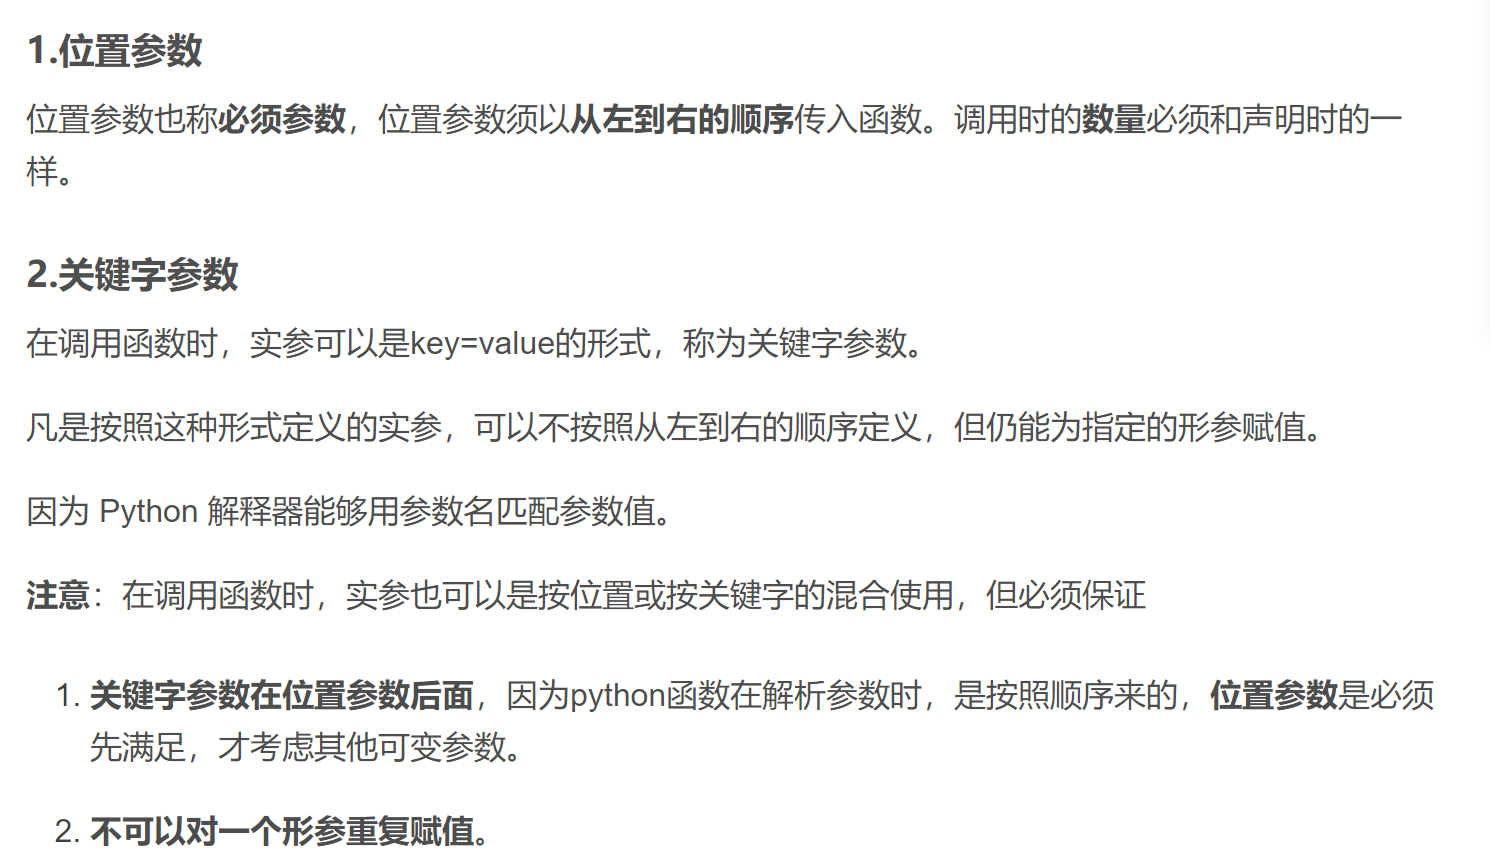 1.位置参数
位置参数也称必须参数，位置参数须以从左到右的顺序传入函数。调用时的数量必须和声明时的一
样。
2.关键字参数
在调用函数时，实参可以是key=value的形式，称为关键字参数。
凡是按照这种形式定义的实参，可以不按照从左到右的顺序定义，但仍能为指定的形参赋值。
因为 Python 解释器能够用参数名匹配参数值。
注意：在调用函数时，实参也可以是按位置或按关键字的混合使用，但必须保证
1. 关键字参数在位置参数后面，因为python函数在解析参数时，是按照顺序来的，位置参数是必须
先满足，才考虑其他可变参数。
2. 不可以对一个形参重复赋值。